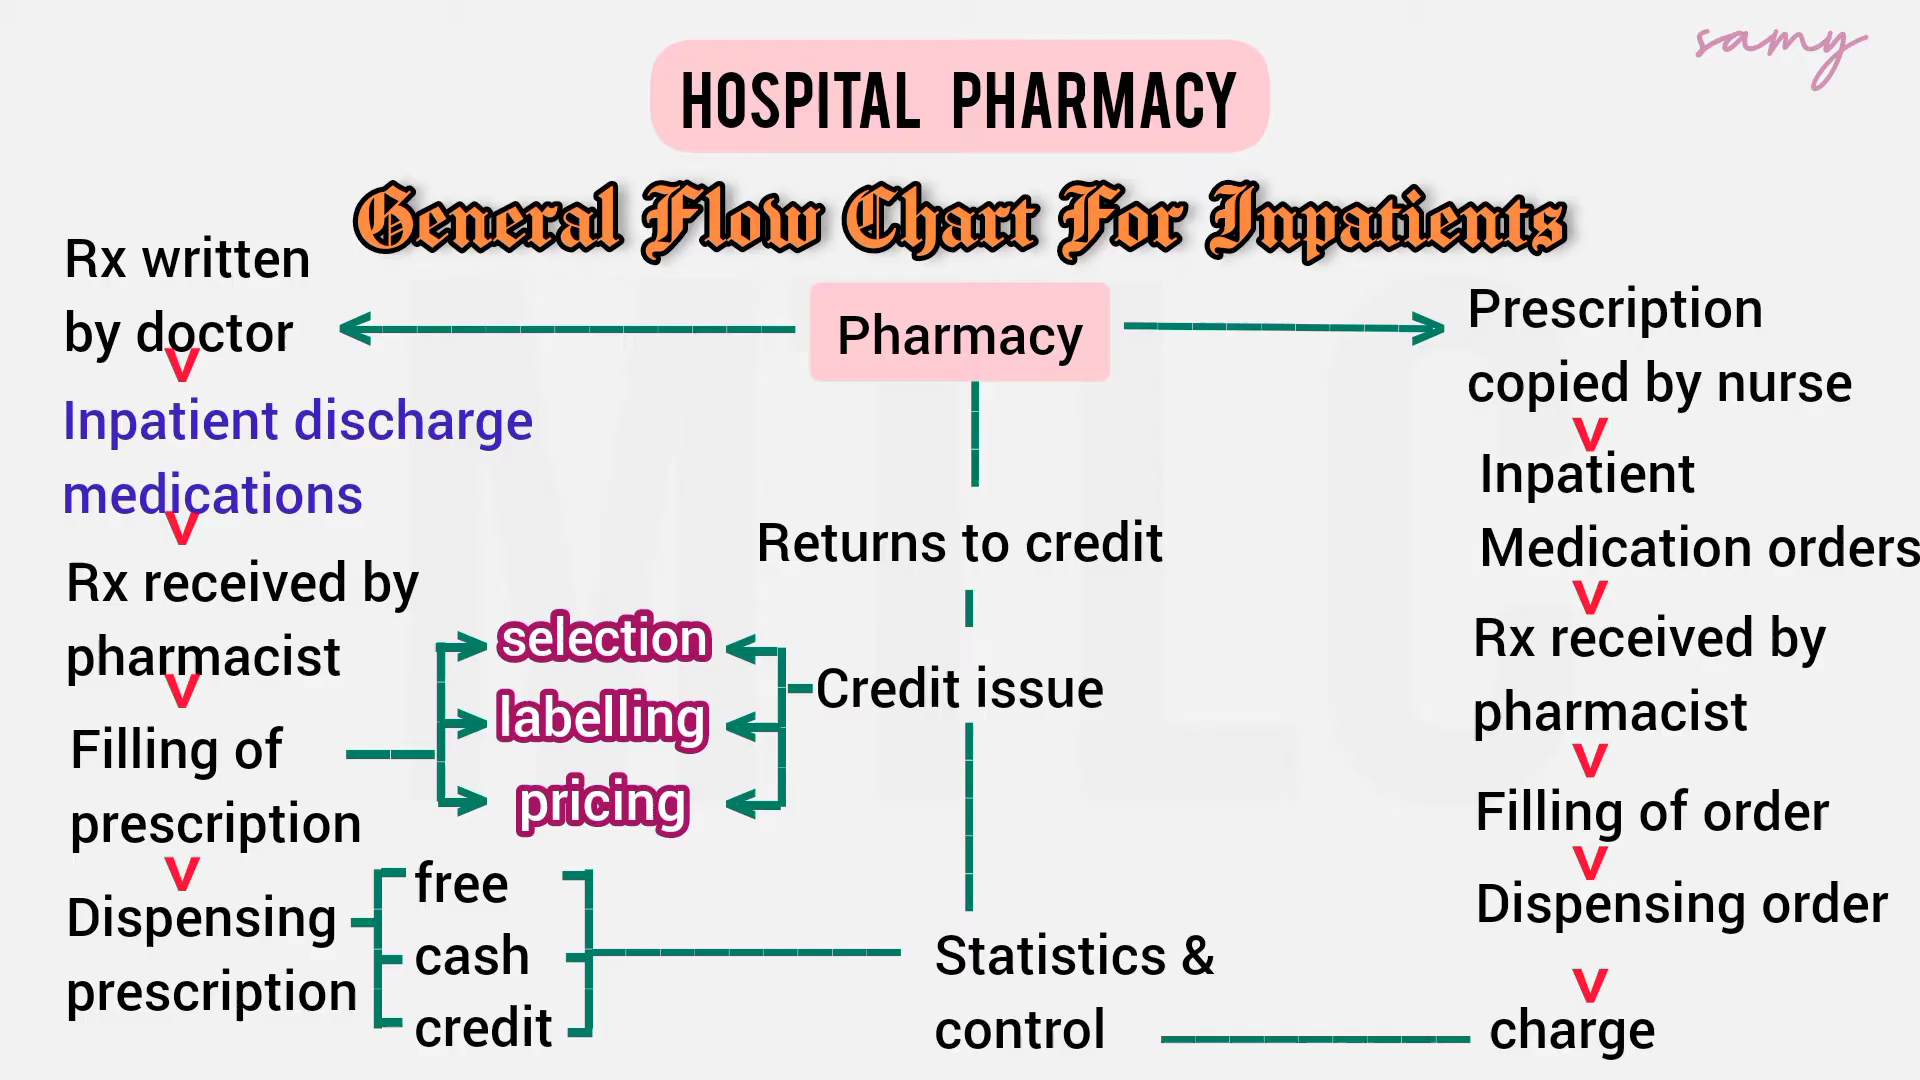 samy
HOSPITAL PHARMACY
General Flow Chart For Inpatients
Pharmacy
Rx written
by doctor
Inpatient discharge
medications
Rx received by
pharmacist
Filling of
prescription
Dispensing
prescription
selection
labelling
pricing
free
cash
credit
Returns to credit
Credit issue
Statistics &
control
Prescription
copied by nurse
Inpatient
Medication orders
Rx received by
pharmacist
Filling of order
Dispensing order
charge